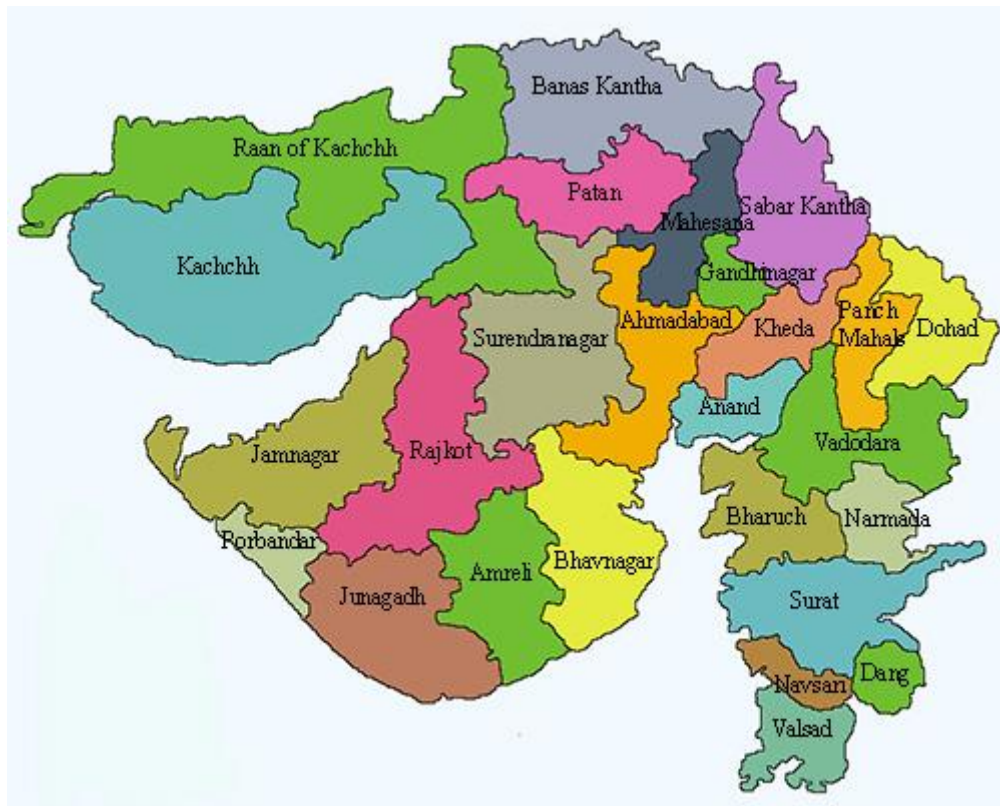 Banas Kantha
Raan of Kachchh
Patan
Sabar Kantha
Mahesana
Kachchh
Gandhinagar
Panch
Mahals
Ahmadabad
Kheda
Dohad
Surendranagar
Anand
Vadodara
Jamnagar
Rajkot
Bharuch
Narmada
Porbandar
Bhavnagar
Amreli
Junagadh
Surat
Dang
Navsari
Valsad